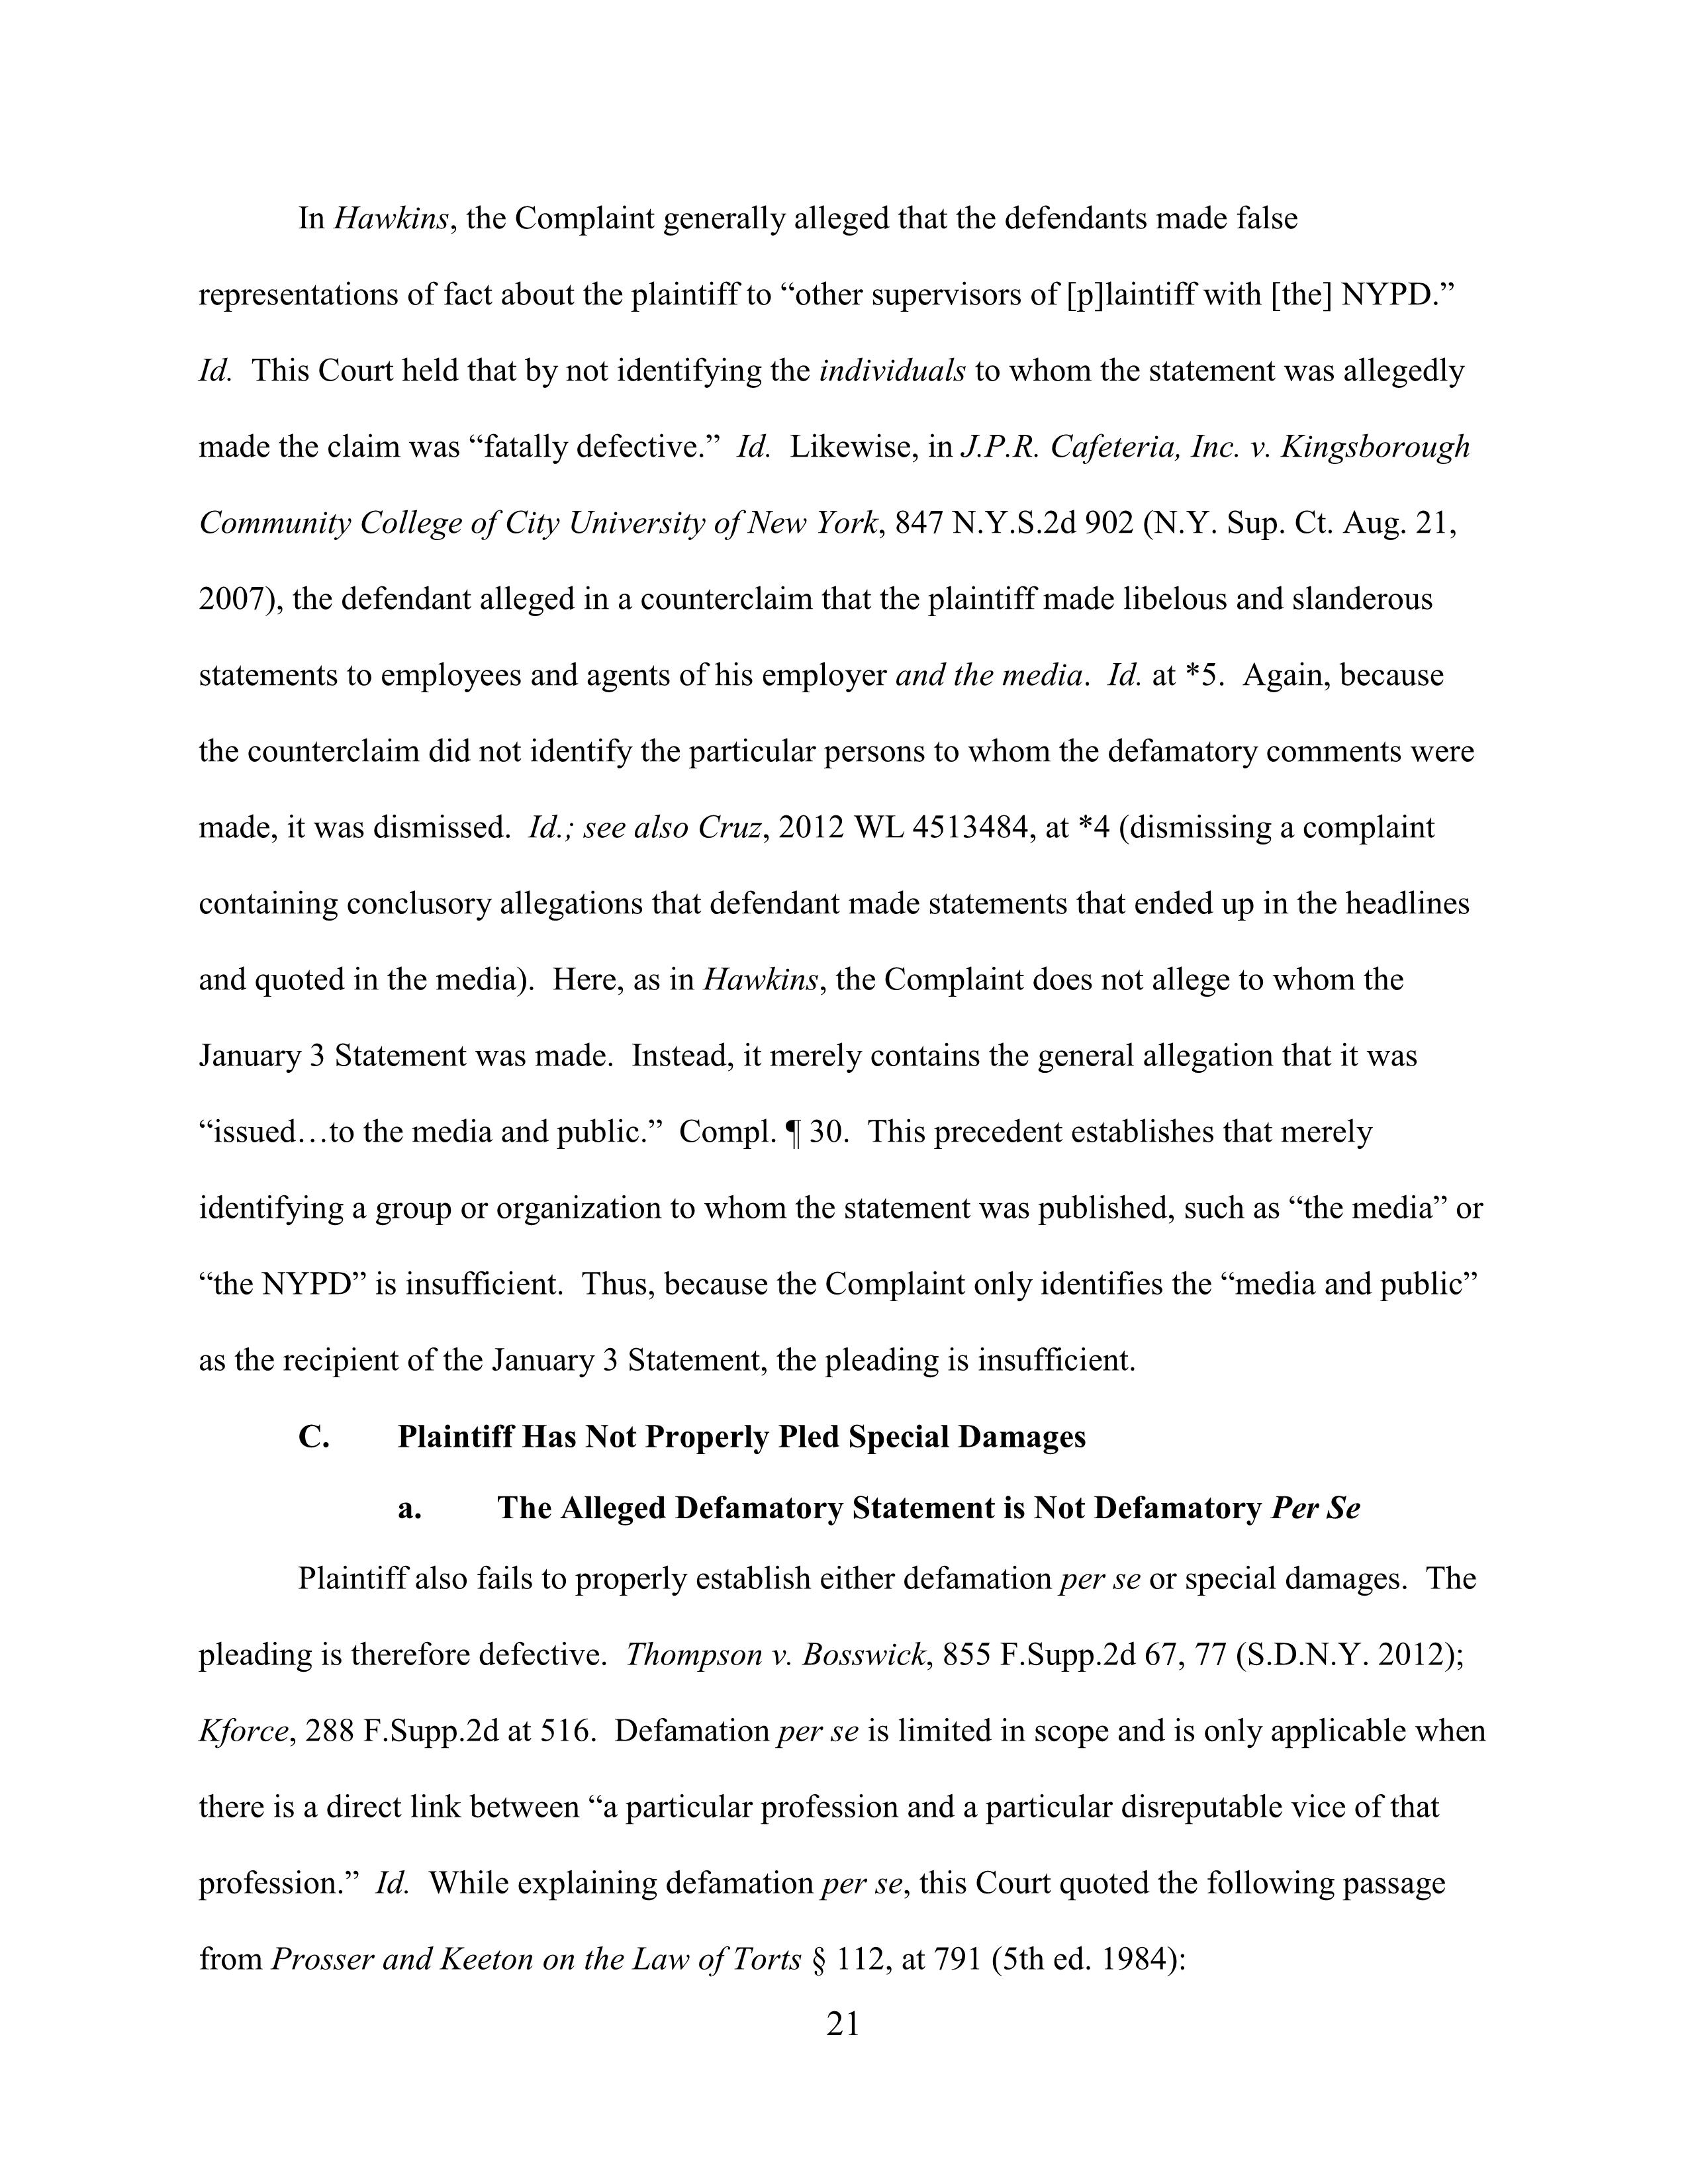 In Hawkins, the Complaint generally alleged that the defendants made false
representations of fact about the plaintiff to “other supervisors of [p]laintiff with [the] NYPD.”
Id.  This Court held that by not identifying the individuals to whom the statement was allegedly
made the claim was “fatally defective.”  Id.  Likewise, in J.P.R. Cafeteria, Inc. v. Kingsborough
Community College of City University of New York, 847 N.Y.S.2d 902 (N.Y. Sup. Ct. Aug. 21,
2007), the defendant alleged in a counterclaim that the plaintiff made libelous and slanderous
statements to employees and agents of his employer and the media.  Id. at *5.  Again, because
the counterclaim did not identify the particular persons to whom the defamatory comments were
made, it was dismissed.  Id.; see also Cruz, 2012 WL 4513484, at *4 (dismissing a complaint
containing conclusory allegations that defendant made statements that ended up in the headlines
and quoted in the media).  Here, as in Hawkins, the Complaint does not allege to whom the
January 3 Statement was made.  Instead, it merely contains the general allegation that it was
“issued…to the media and public.”  Compl. ¶ 30.  This precedent establishes that merely
identifying a group or organization to whom the statement was published, such as “the media” or
“the NYPD” is insufficient.  Thus, because the Complaint only identifies the “media and public”
as the recipient of the January 3 Statement, the pleading is insufficient.
C. Plaintiff Has Not Properly Pled Special Damages
a. The Alleged Defamatory Statement is Not Defamatory Per Se
Plaintiff also fails to properly establish either defamation per se or special damages.  The
pleading is therefore defective.  Thompson v. Bosswick, 855 F.Supp.2d 67, 77 (S.D.N.Y. 2012);
Kforce, 288 F.Supp.2d at 516.  Defamation per se is limited in scope and is only applicable when
there is a direct link between “a particular profession and a particular disreputable vice of that
profession.”  Id.  While explaining defamation per se, this Court quoted the following passage
from Prosser and Keeton on the Law of Torts § 112, at 791 (5th ed. 1984):
21